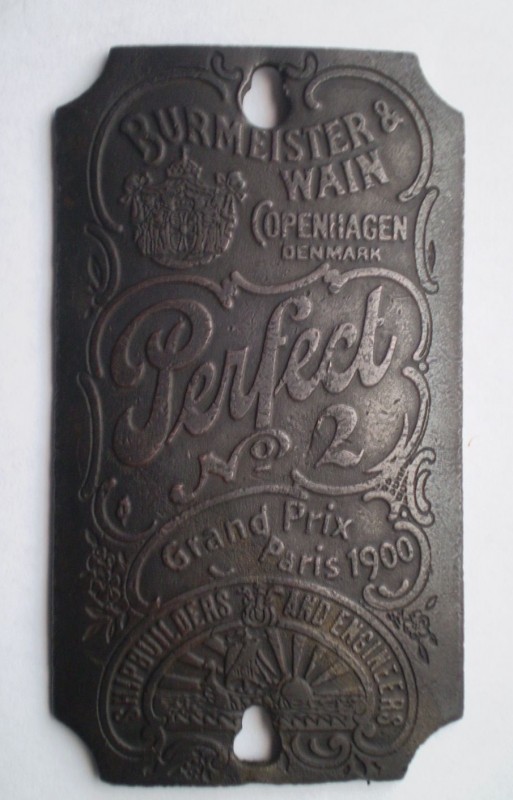 BURMEISTER &
WAIN
COPENHAGEN
DENMARK
Perfect
No 2
Grand Prix
Paris 1900
SHIPBUILDERS AND ENGINEERS